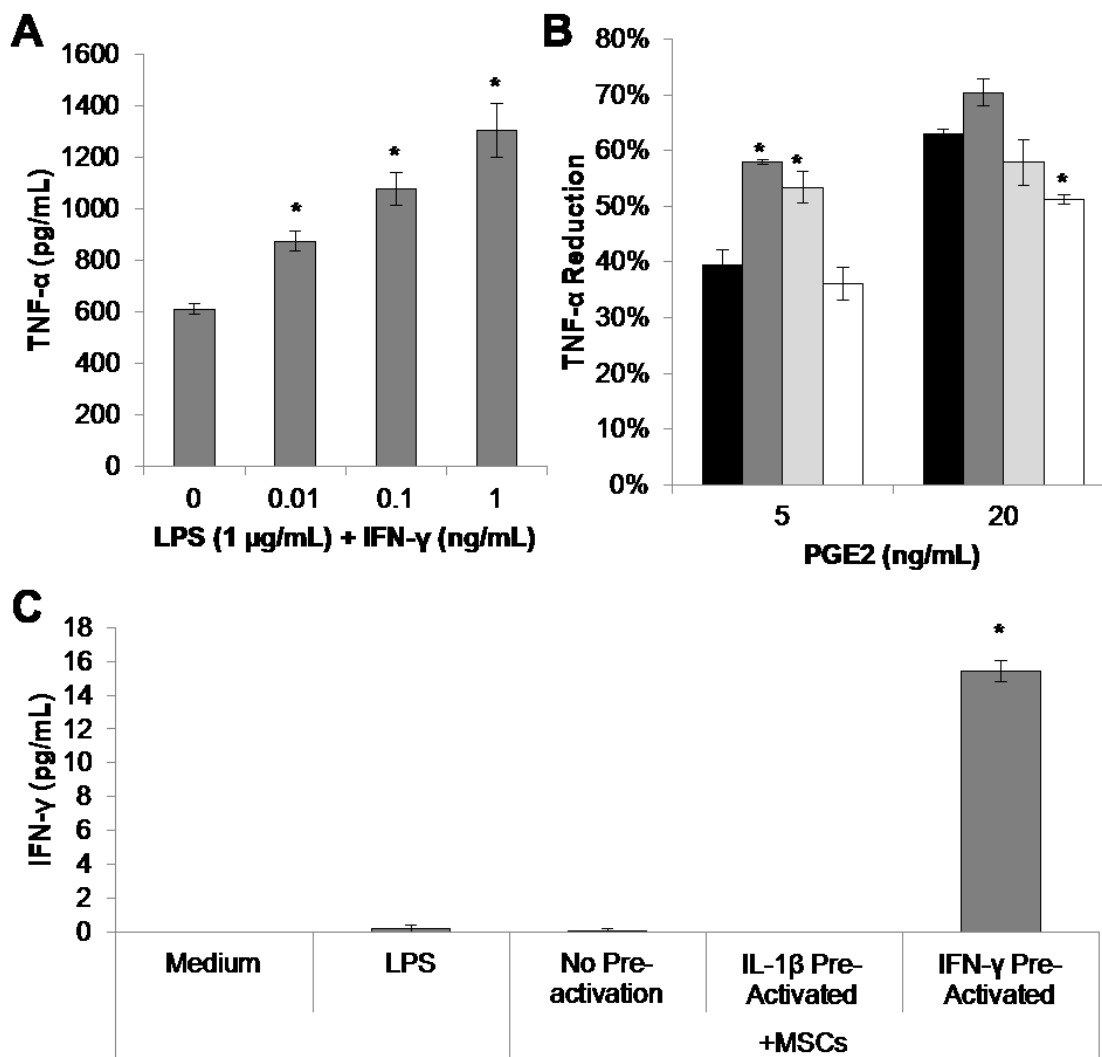 A
TNF-α (pg/mL)
1600
1400
1200
1000
800
600
400
200
0
*
*
*
0
0.01
0.1
1
LPS (1 µg/mL) + IFN-γ (ng/mL)
B
TNF-α Reduction
80%
70%
60%
50%
40%
30%
20%
10%
0%
*
*
*
5
20
PGE2 (ng/mL)
C
IFN-γ (pg/mL)
18
16
14
12
10
8
6
4
2
0
*
Medium
LPS
No Pre-
activation
IL-1β Pre-
Activated
IFN-γ Pre-
Activated
+MSCs